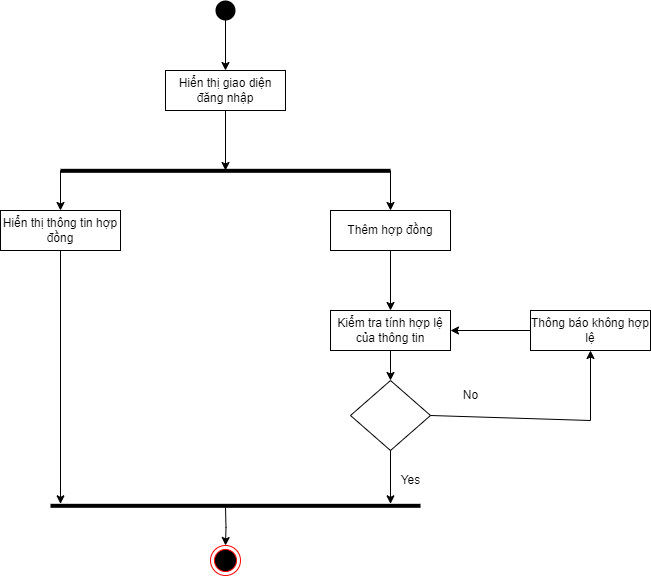 Hiển thị giao diện
đăng nhập
Hiển thị thông tin hợp
đồng
Thêm hợp đồng
Kiểm tra tính hợp lệ
của thông tin
Thông báo không hợp
lệ
No
Yes